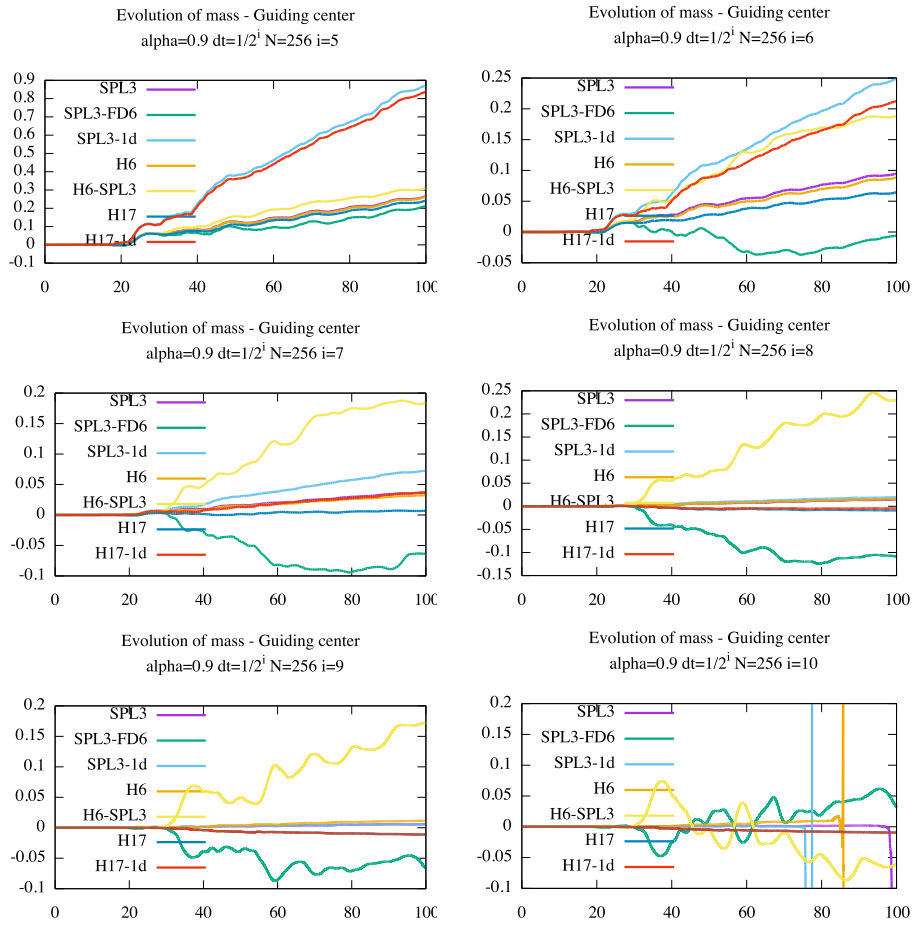 Evolution of mass - Guiding center
alpha=0.9 dt=1/2^i N=256 i=5
0.9
0.8
0.7
0.6
0.5
0.4
0.3
0.2
0.1
0
-0.1
SPL3
SPL3-FD6
SPL3-1d
H6
H6-SPL3
H17
H17-1d
0 20 40 60 80 100
Evolution of mass - Guiding center
alpha=0.9 dt=1/2^i N=256 i=6
0.25
0.2
0.15
0.1
0.05
0
-0.05
SPL3
SPL3-FD6
SPL3-1d
H6
H6-SPL3
H17
H17-1d
0 20 40 60 80 100
Evolution of mass - Guiding center
alpha=0.9 dt=1/2^i N=256 i=7
0.2
0.15
0.1
0.05
0
-0.05
-0.1
SPL3
SPL3-FD6
SPL3-1d
H6
H6-SPL3
H17
H17-1d
0 20 40 60 80 100
Evolution of mass - Guiding center
alpha=0.9 dt=1/2^i N=256 i=8
0.25
0.2
0.15
0.1
0.05
0
-0.05
-0.1
-0.15
SPL3
SPL3-FD6
SPL3-1d
H6
H6-SPL3
H17
H17-1d
0 20 40 60 80 100
Evolution of mass - Guiding center
alpha=0.9 dt=1/2^i N=256 i=9
0.2
0.15
0.1
0.05
0
-0.05
-0.1
SPL3
SPL3-FD6
SPL3-1d
H6
H6-SPL3
H17
H17-1d
0 20 40 60 80 100
Evolution of mass - Guiding center
alpha=0.9 dt=1/2^i N=256 i=10
0.2
0.15
0.1
0.05
0
-0.05
-0.1
SPL3
SPL3-FD6
SPL3-1d
H6
H6-SPL3
H17
H17-1d
0 20 40 60 80 100